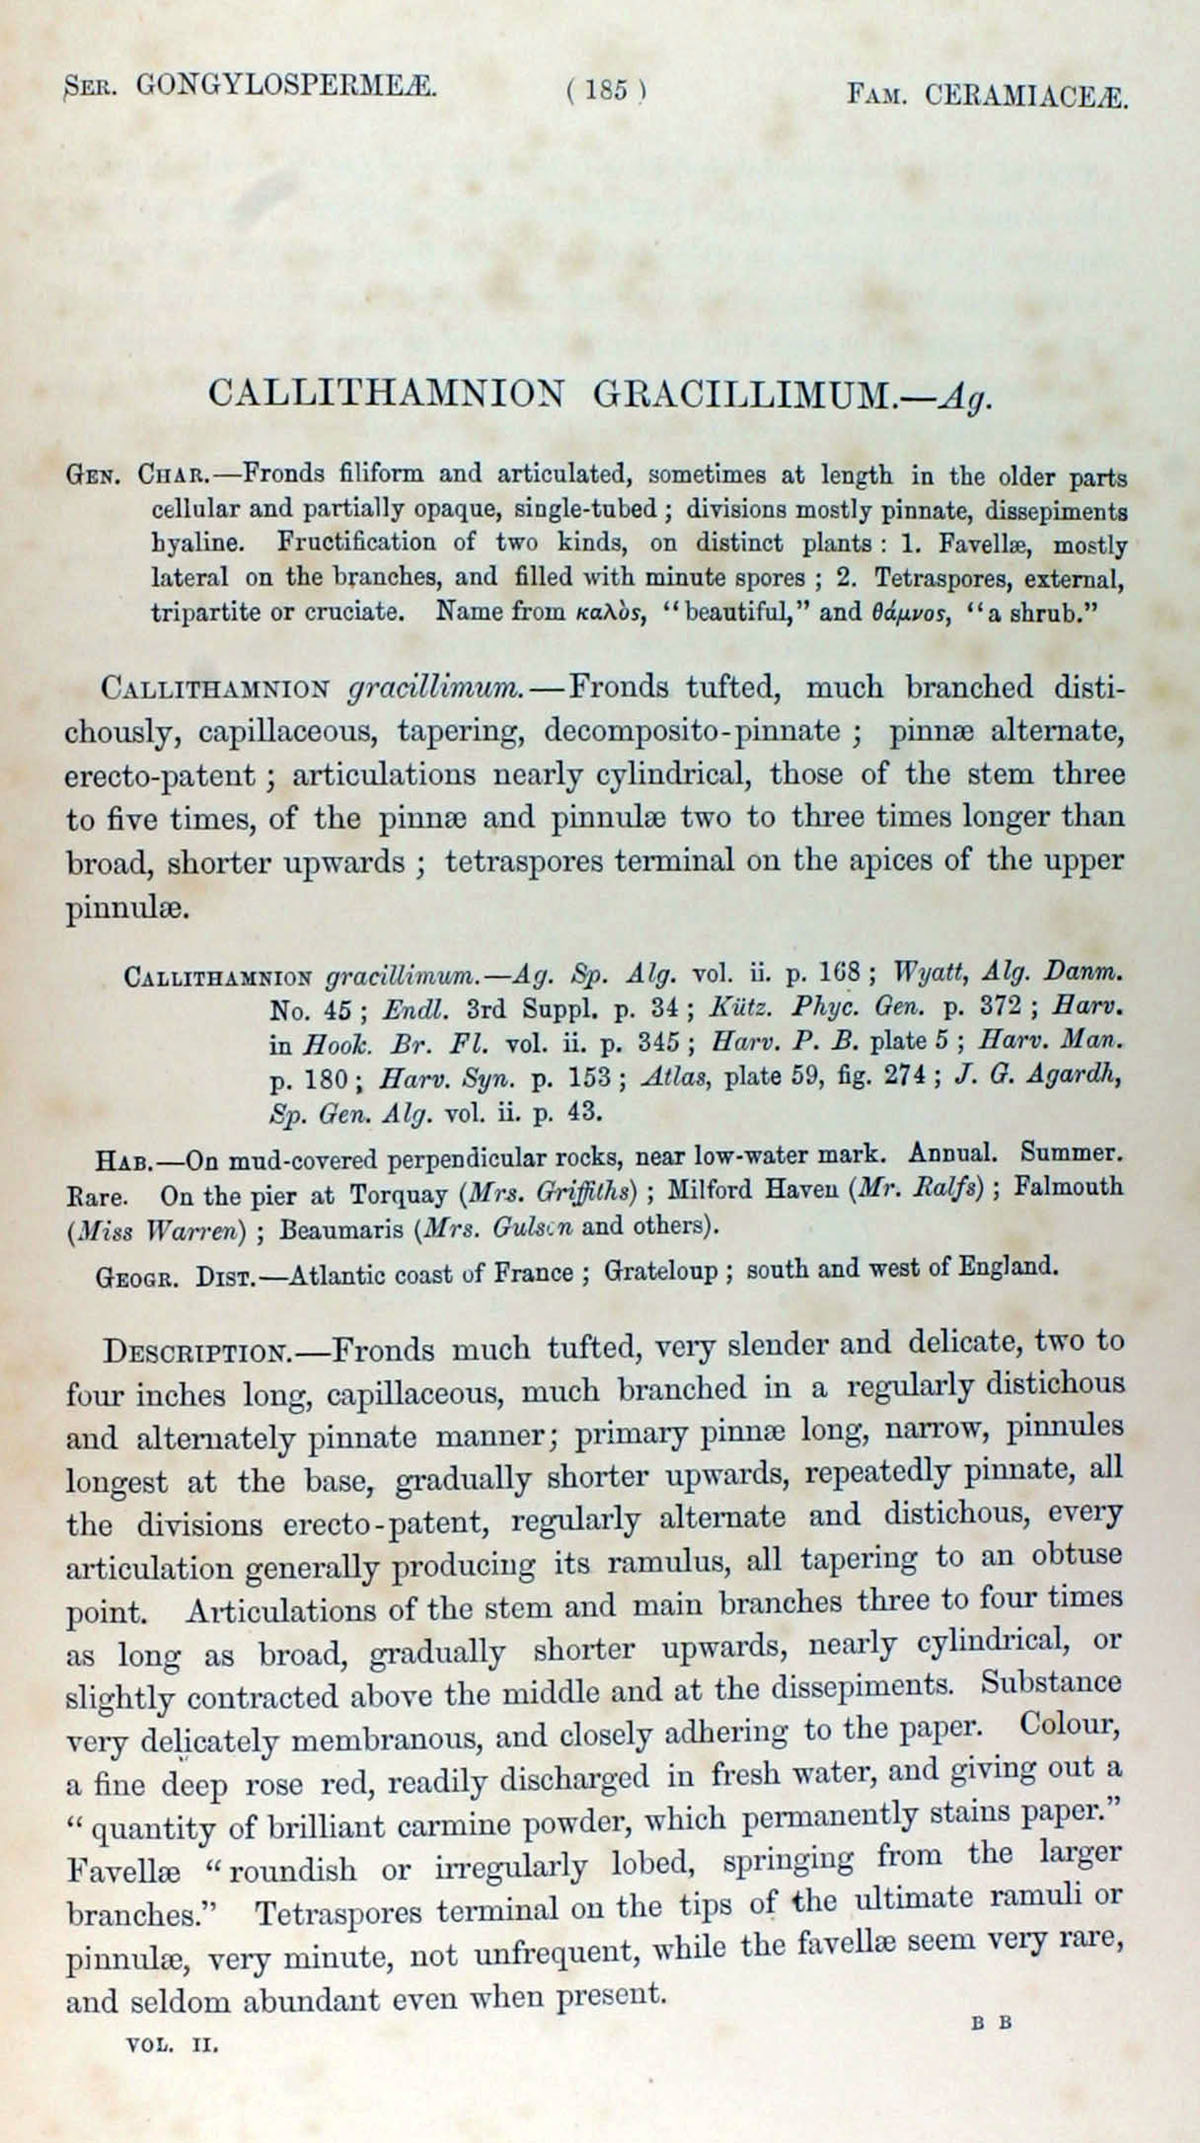 SER. GONGYLOSPERMEÆ.
( 185 )
FAM. CERAMIACEÆ.
CALLITHAMNION GRACILLIMUM.—Ag.
GEN. CHAR.—Fronds filiform and articulated, sometimes at length in the older parts
cellular and partially opaque, single-tubed ; divisions mostly pinnate, dissepiments
hyaline. Fructification of two kinds, on distinct plants : 1. Favellæ, mostly
lateral on the branches, and filled with minute spores ; 2. Tetraspores, external,
tripartite or cruciate. Name from καλὸς, “beautiful,” and θάμνος, “a shrub.”
CALLITHAMNION gracillimum.—Fronds tufted, much branched disti-
chously, capillaceous, tapering, decomposito-pinnate ; pinnæ alternate,
erecto-patent ; articulations nearly cylindrical, those of the stem three
to five times, of the pinnæ and pinnulæ two to three times longer than
broad, shorter upwards ; tetraspores terminal on the apices of the upper
pinnulæ.
CALLITHAMNION gracillimum.—Ag. Sp. Alg. vol. ii. p. 168 ; Wyatt, Alg. Danm.
No. 45 ; Endl. 3rd Suppl. p. 34 ; Kütz. Phyc. Gen. p. 372 ; Harv.
in Hook. Br. Fl. vol. ii. p. 345 ; Harv. P. B. plate 5 ; Harv. Man.
p. 180 ; Harv. Syn. p. 153 ; Atlas, plate 59, fig. 274 ; J. G. Agardh,
Sp. Gen. Alg. vol. ii. p. 43.
HAB.—On mud-covered perpendicular rocks, near low-water mark. Annual. Summer.
Rare. On the pier at Torquay (Mrs. Griffiths) ; Milford Haven (Mr. Ralfs) ; Falmouth
(Miss Warren) ; Beaumaris (Mrs. Gulson and others).
GEOGR. DIST.—Atlantic coast of France ; Grateloup ; south and west of England.
DESCRIPTION.—Fronds much tufted, very slender and delicate, two to
four inches long, capillaceous, much branched in a regularly distichous
and alternately pinnate manner; primary pinnæ long, narrow, pinnules
longest at the base, gradually shorter upwards, repeatedly pinnate, all
the divisions erecto-patent, regularly alternate and distichous, every
articulation generally producing its ramulus, all tapering to an obtuse
point. Articulations of the stem and main branches three to four times
as long as broad, gradually shorter upwards, nearly cylindrical, or
slightly contracted above the middle and at the dissepiments. Substance
very delicately membranous, and closely adhering to the paper. Colour,
a fine deep rose red, readily discharged in fresh water, and giving out a
“ quantity of brilliant carmine powder, which permanently stains paper.”
Favellæ “roundish or irregularly lobed, springing from the larger
branches.” Tetraspores terminal on the tips of the ultimate ramuli or
pinnulæ, very minute, not unfrequent, while the favellæ seem very rare,
and seldom abundant even when present.
VOL. II.
B B